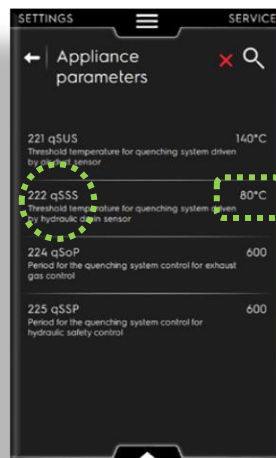 SETTINGS SERVICE
Appliance
parameters
221 qSUS 140°C
Threshold temperature for quenching system driven
by air duct sensor
222 qSSS 80°C
Threshold temperature for quenching system driven
by hydraulic drain sensor
224 qSoP 600
Period for the quenching system control for exhaust
gas control
225 qSSP 600
Period for the quenching system control for
hydraulic safety control